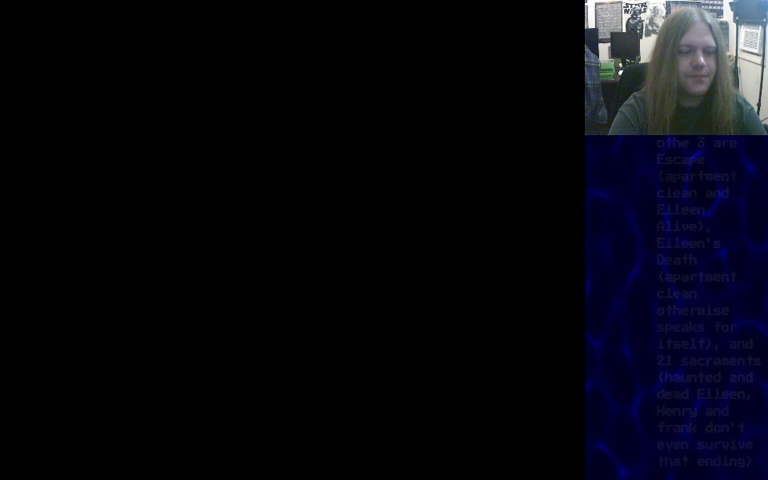 othe 3 are
Escape
(apartment
clean and
Eileen
Alive),
Eileen's
Death
(apartment
clean
otherwise
speaks for
itself), and
21 sacraments
(haunted and
dead Eileen,
Henry and
frank don't
even survive
that ending)